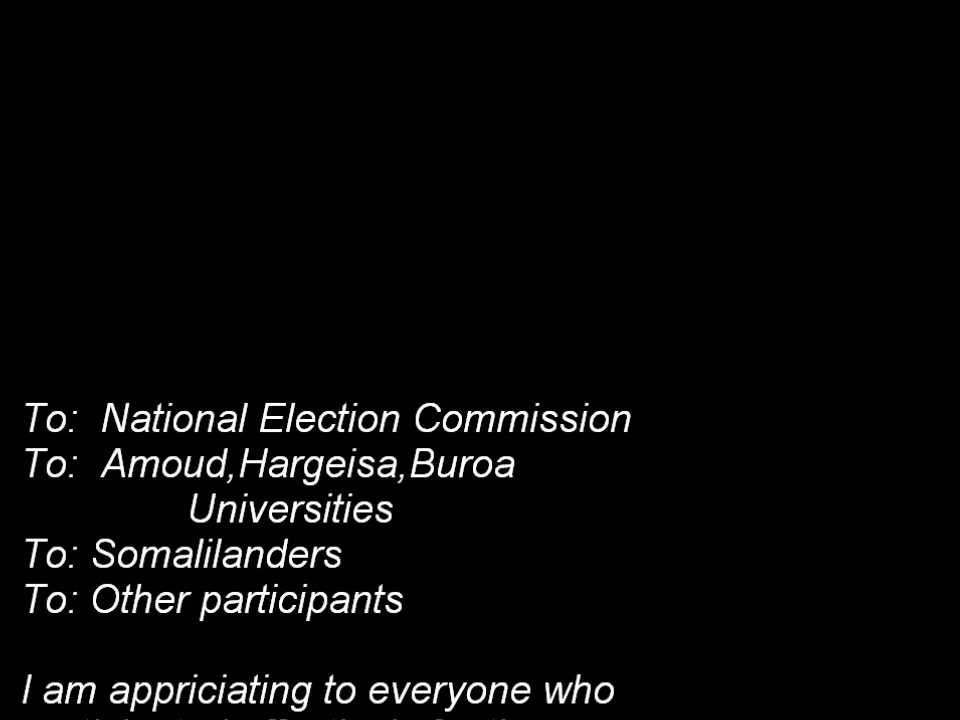 To:  National Election Commission
To:  Amoud,Hargeisa,Buroa
Universities
To: Somalilanders
To: Other participants
I am appriciating to everyone who